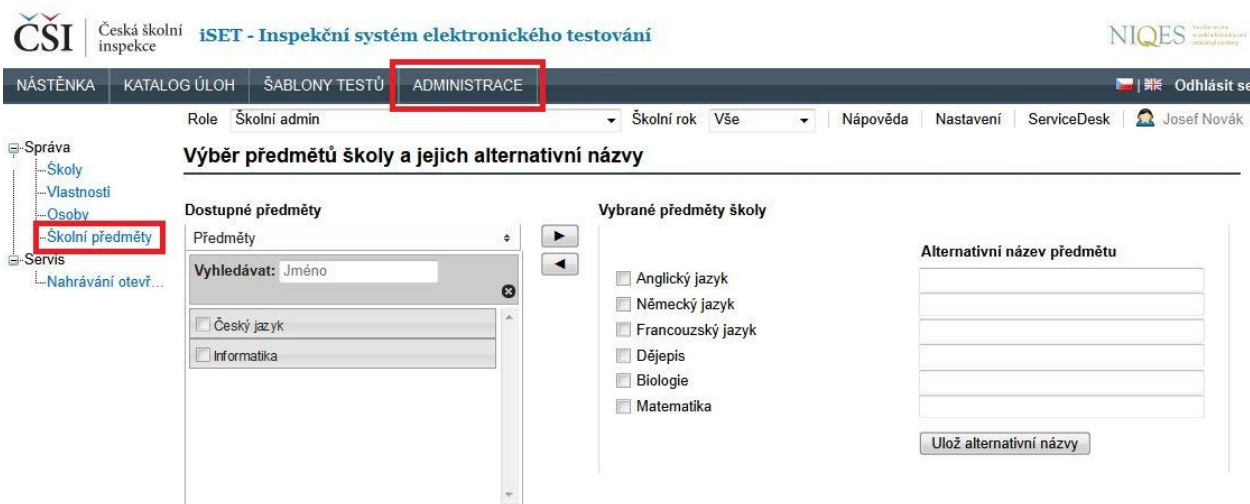 ČŠI Česká školní inspekce
iSET - Inspekční systém elektronického testování
NIQES
NÁSTĚNKA KATALOG ÚLOH ŠABLONY TESTŮ ADMINISTRACE Odhlásit se
Role Školní admin Školní rok Vše Nápověda Nastavení ServiceDesk Josef Novák
Správa
Školy
Vlastnosti
Osoby
Školní předměty
Servis
Nahrávání otevř...
Výběr předmětů školy a jejich alternativní názvy
Dostupné předměty
Předměty
Vyhledávat: Jméno
Český jazyk
Informatika
Vybrané předměty školy
Alternativní název předmětu
Anglický jazyk
Německý jazyk
Francouzský jazyk
Dějepis
Biologie
Matematika
Ulož alternativní názvy